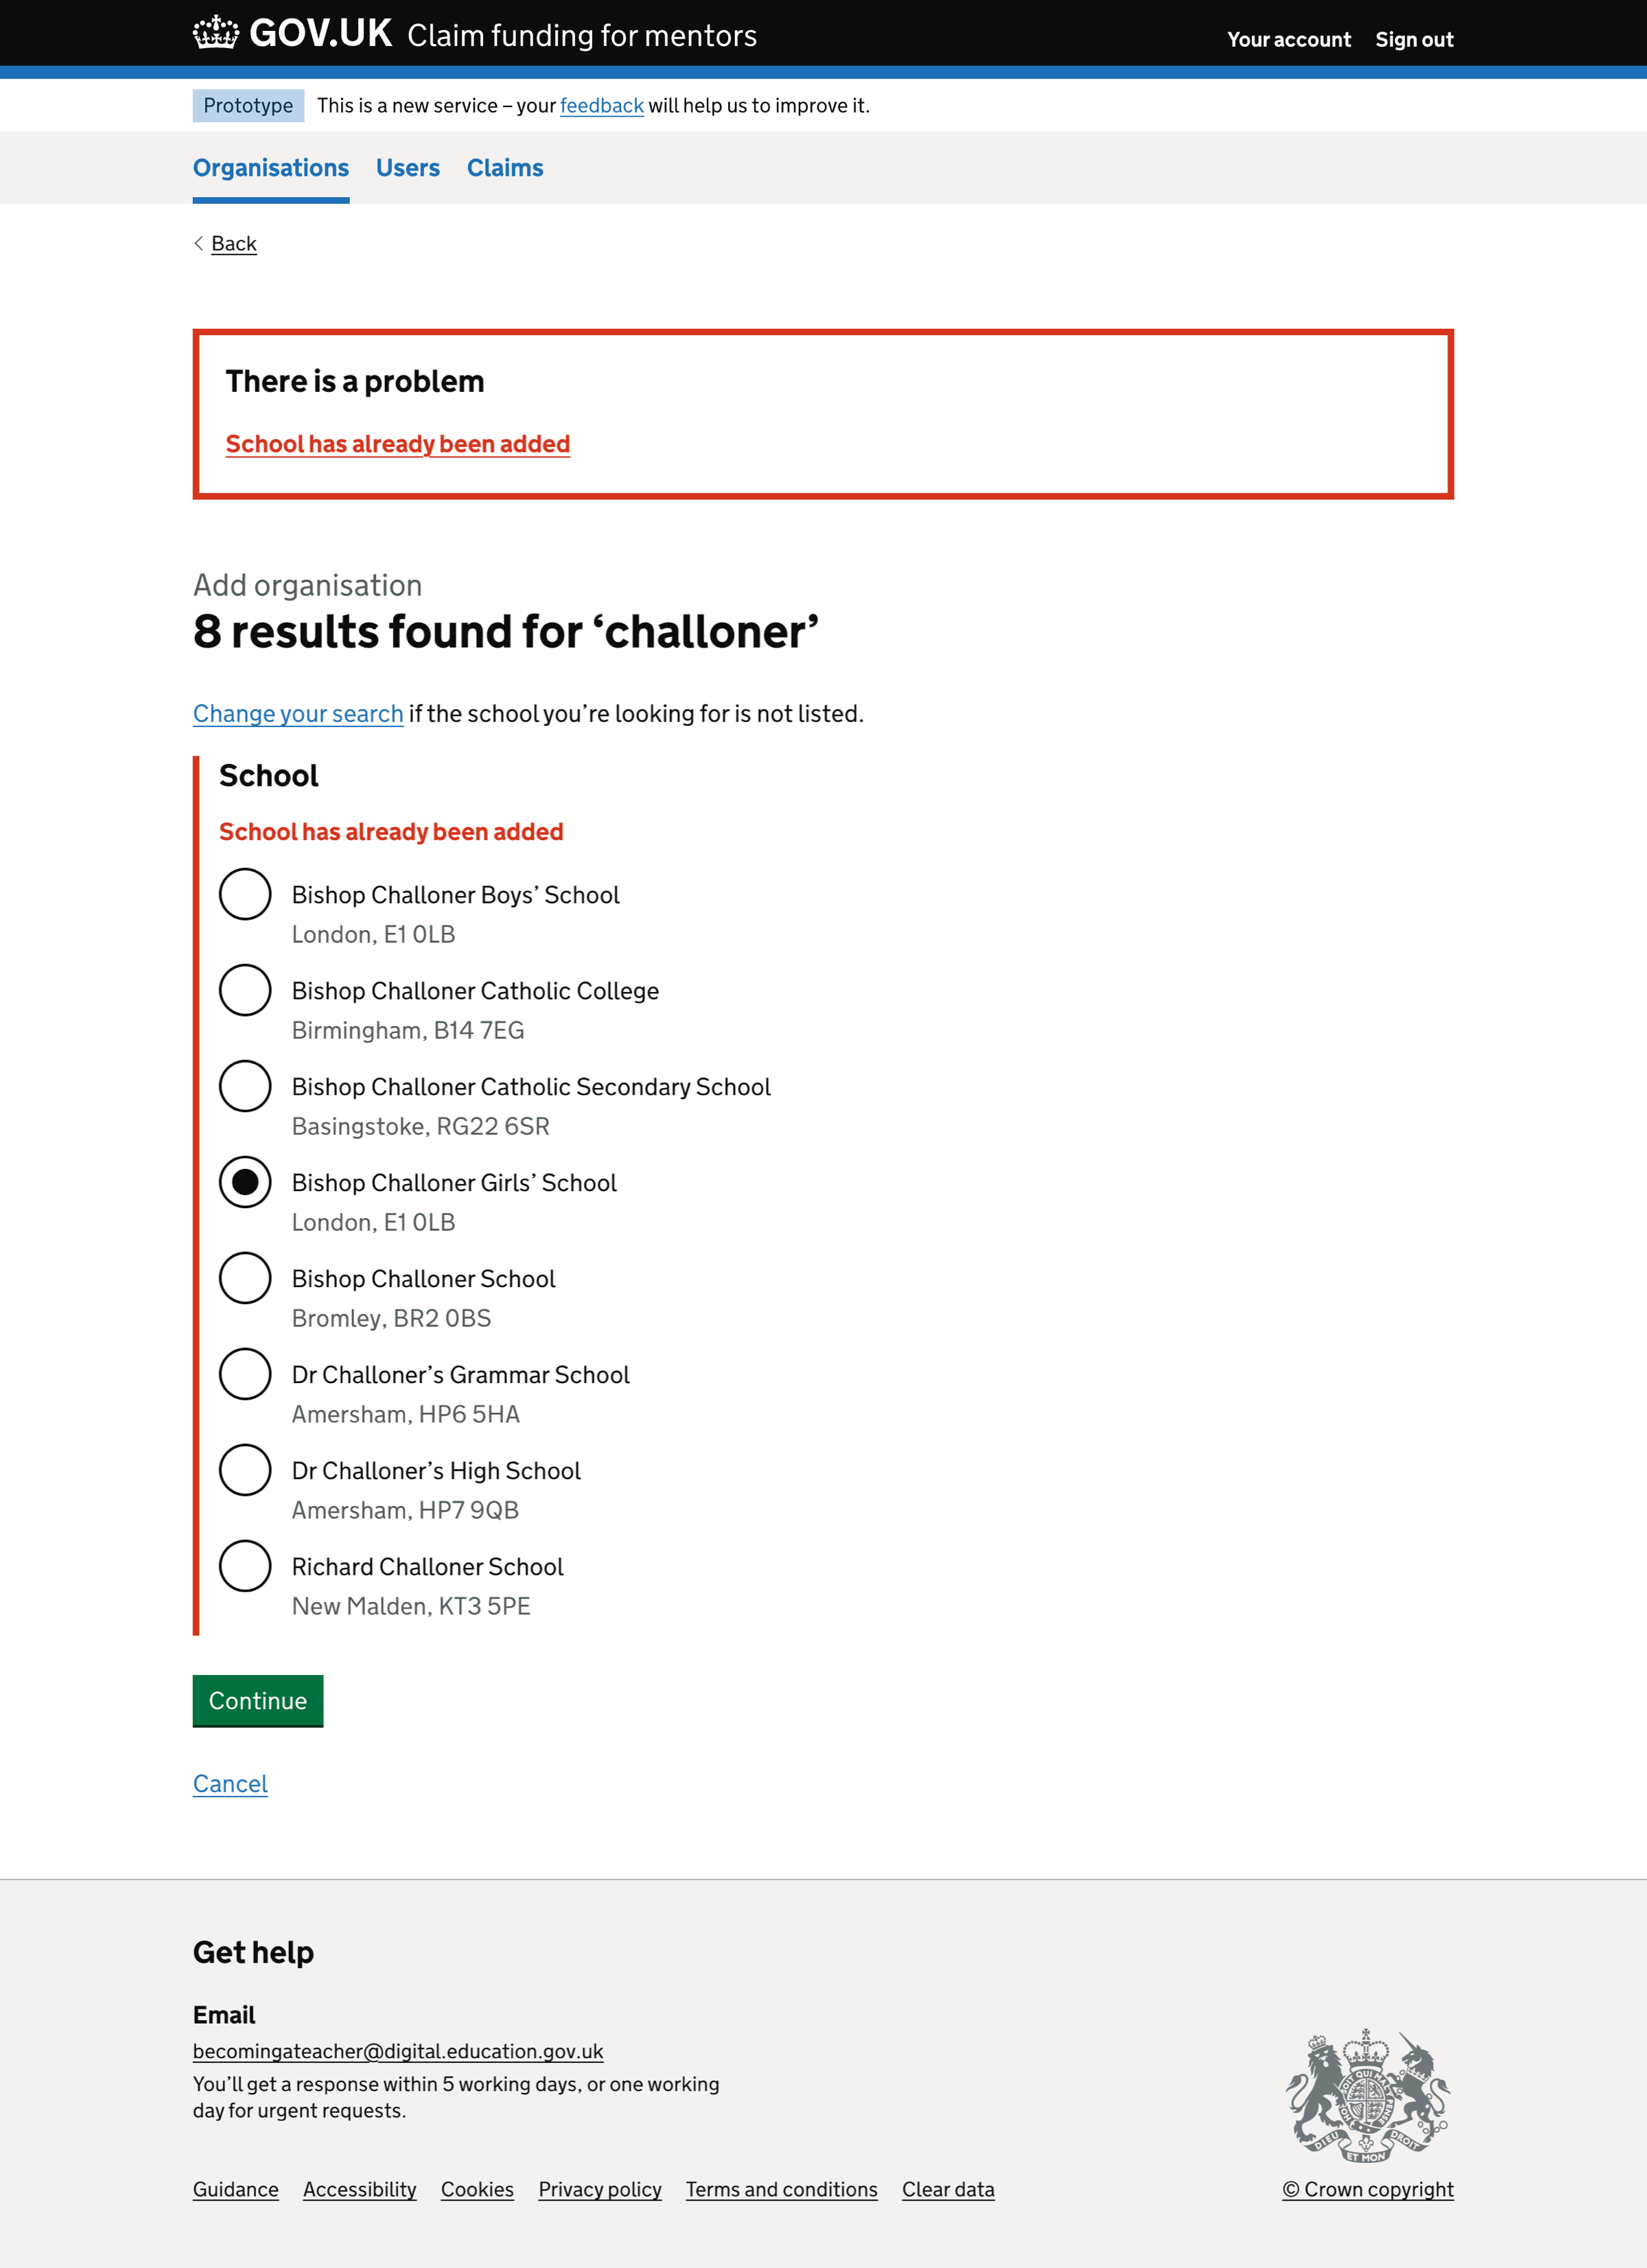 GOV.UK Claim funding for mentors
Your account Sign out
Prototype This is a new service – your feedback will help us to improve it.
Organisations Users Claims
Back
There is a problem
School has already been added
Add organisation
8 results found for ‘challoner’
Change your search if the school you’re looking for is not listed.
School
School has already been added
Bishop Challoner Boys’ School
London, E1 0LB
Bishop Challoner Catholic College
Birmingham, B14 7EG
Bishop Challoner Catholic Secondary School
Basingstoke, RG22 6SR
Bishop Challoner Girls’ School
London, E1 0LB
Bishop Challoner School
Bromley, BR2 0BS
Dr Challoner’s Grammar School
Amersham, HP6 5HA
Dr Challoner’s High School
Amersham, HP7 9QB
Richard Challoner School
New Malden, KT3 5PE
Continue
Cancel
Get help
Email
becomingateacher@digital.education.gov.uk
You’ll get a response within 5 working days, or one working
day for urgent requests.
DIEU ET MON DROIT
Guidance Accessibility Cookies Privacy policy Terms and conditions Clear data
© Crown copyright